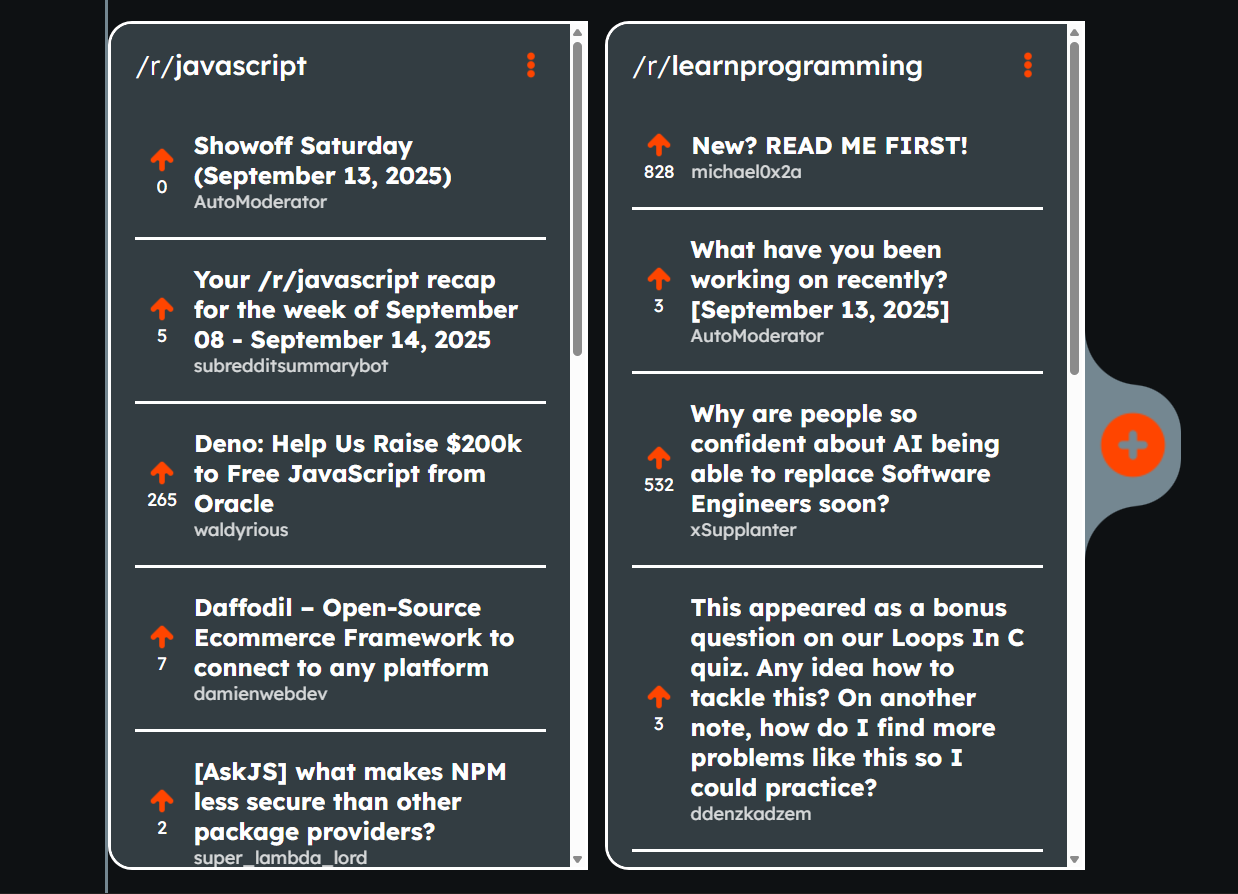 /r/javascript
0
Showoff Saturday
(September 13, 2025)
AutoModerator
5
Your /r/javascript recap
for the week of September
08 - September 14, 2025
subredditsummarybot
265
Deno: Help Us Raise $200k
to Free JavaScript from
Oracle
waldyrious
7
Daffodil – Open-Source
Ecommerce Framework to
connect to any platform
damienwebdev
2
[AskJS] what makes NPM
less secure than other
package providers?
super_lambda_lord
/r/learnprogramming
828
New? READ ME FIRST!
michael0x2a
3
What have you been
working on recently?
[September 13, 2025]
AutoModerator
532
Why are people so
confident about AI being
able to replace Software
Engineers soon?
xSupplanter
3
This appeared as a bonus
question on our Loops In C
quiz. Any idea how to
tackle this? On another
note, how do I find more
problems like this so I
could practice?
ddenzkadzem